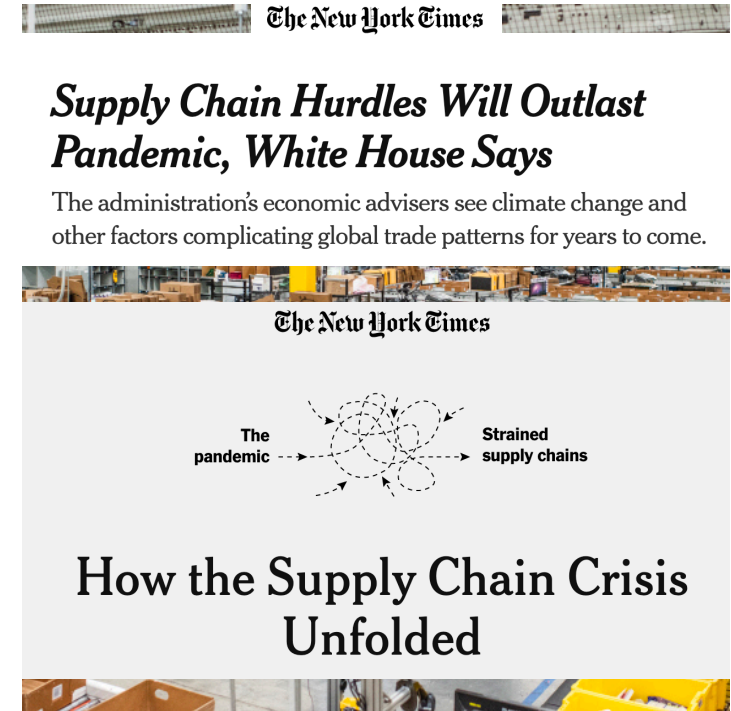 The New York Times
Supply Chain Hurdles Will Outlast
Pandemic, White House Says
The administration's economic advisers see climate change and
other factors complicating global trade patterns for years to come.
The New York Times
The
pandemic
Strained
supply chains
How the Supply Chain Crisis
Unfolded